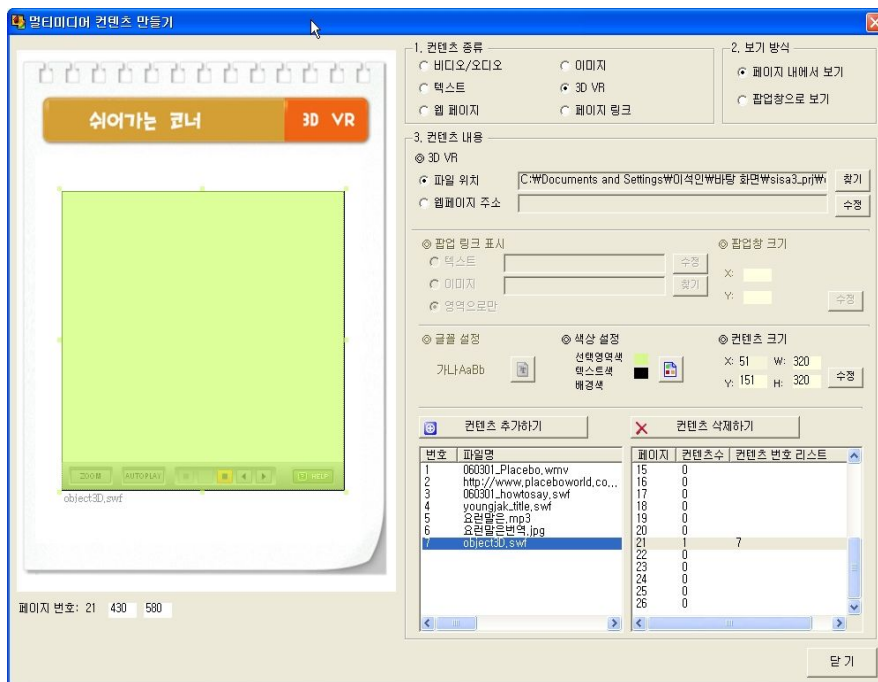 멀티미디어 컨텐츠 만들기
쉬어가는 코너 3D VR
ZOOM AUTOPLAY HELP
object3D,swf
페이지 번호: 21 430 580
1. 컨텐츠 종류
비디오/오디오 이미지
텍스트 3D VR
웹 페이지 페이지 링크
2. 보기 방식
페이지 내에서 보기
팝업창으로 보기
3. 컨텐츠 내용
3D VR
파일 위치 C:￦Documents and Settings￦이석인￦바탕 화면￦sisa3_prj￦ 찾기
웹페이지 주소 수정
팝업 링크 표시
텍스트 수정
이미지 찾기
영역으로만
팝업창 크기
X:
Y: 수정
글꼴 설정
가나AaBb
색상 설정
선택영역색
텍스트색
배경색
컨텐츠 크기
X: 51 W: 320
Y: 151 H: 320 수정
컨텐츠 추가하기 컨텐츠 삭제하기
번호 파일명
1 060301_Placebo,wmv
2 http://www,placeboworld,co...
3 060301_howtosay,swf
4 youngjak_title,swf
5 요런말은,mp3
6 요런말은번역,jpg
7 object3D,swf
페이지 컨텐츠수 컨텐츠 번호 리스트
15 0
16 0
17 0
18 0
19 0
20 0
21 1 7
22 0
23 0
24 0
25 0
26 0
닫기